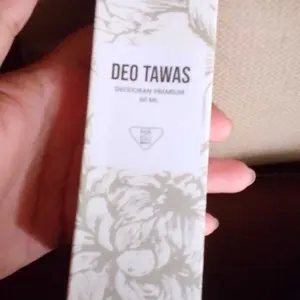 DEO TAWAS
DEODORAN PREMIUM
60 ML